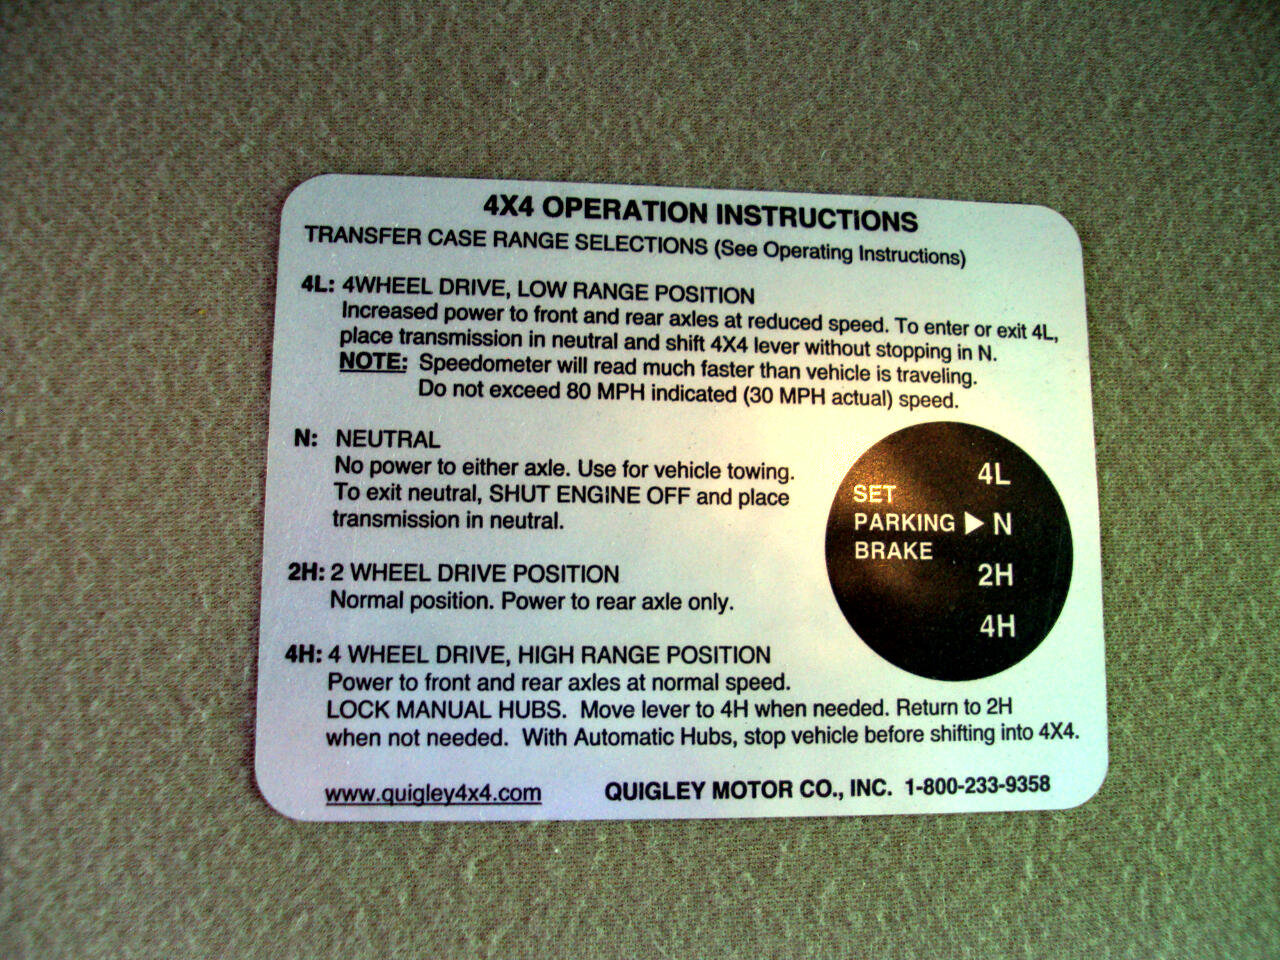 4X4 OPERATION INSTRUCTIONS
TRANSFER CASE RANGE SELECTIONS (See Operating Instructions)
4L: 4WHEEL DRIVE, LOW RANGE POSITION
Increased power to front and rear axles at reduced speed. To enter or exit 4L,
place transmission in neutral and shift 4X4 lever without stopping in N.
NOTE: Speedometer will read much faster than vehicle is traveling.
Do not exceed 80 MPH indicated (30 MPH actual) speed.
N: NEUTRAL
No power to either axle. Use for vehicle towing.
To exit neutral, SHUT ENGINE OFF and place
transmission in neutral.
2H: 2 WHEEL DRIVE POSITION
Normal position. Power to rear axle only.
4H: 4 WHEEL DRIVE, HIGH RANGE POSITION
Power to front and rear axles at normal speed.
LOCK MANUAL HUBS. Move lever to 4H when needed. Return to 2H
when not needed. With Automatic Hubs, stop vehicle before shifting into 4X4.
4L
SET
PARKING ▶ N
BRAKE
2H
4H
www.quigley4x4.com QUIGLEY MOTOR CO., INC. 1-800-233-9358